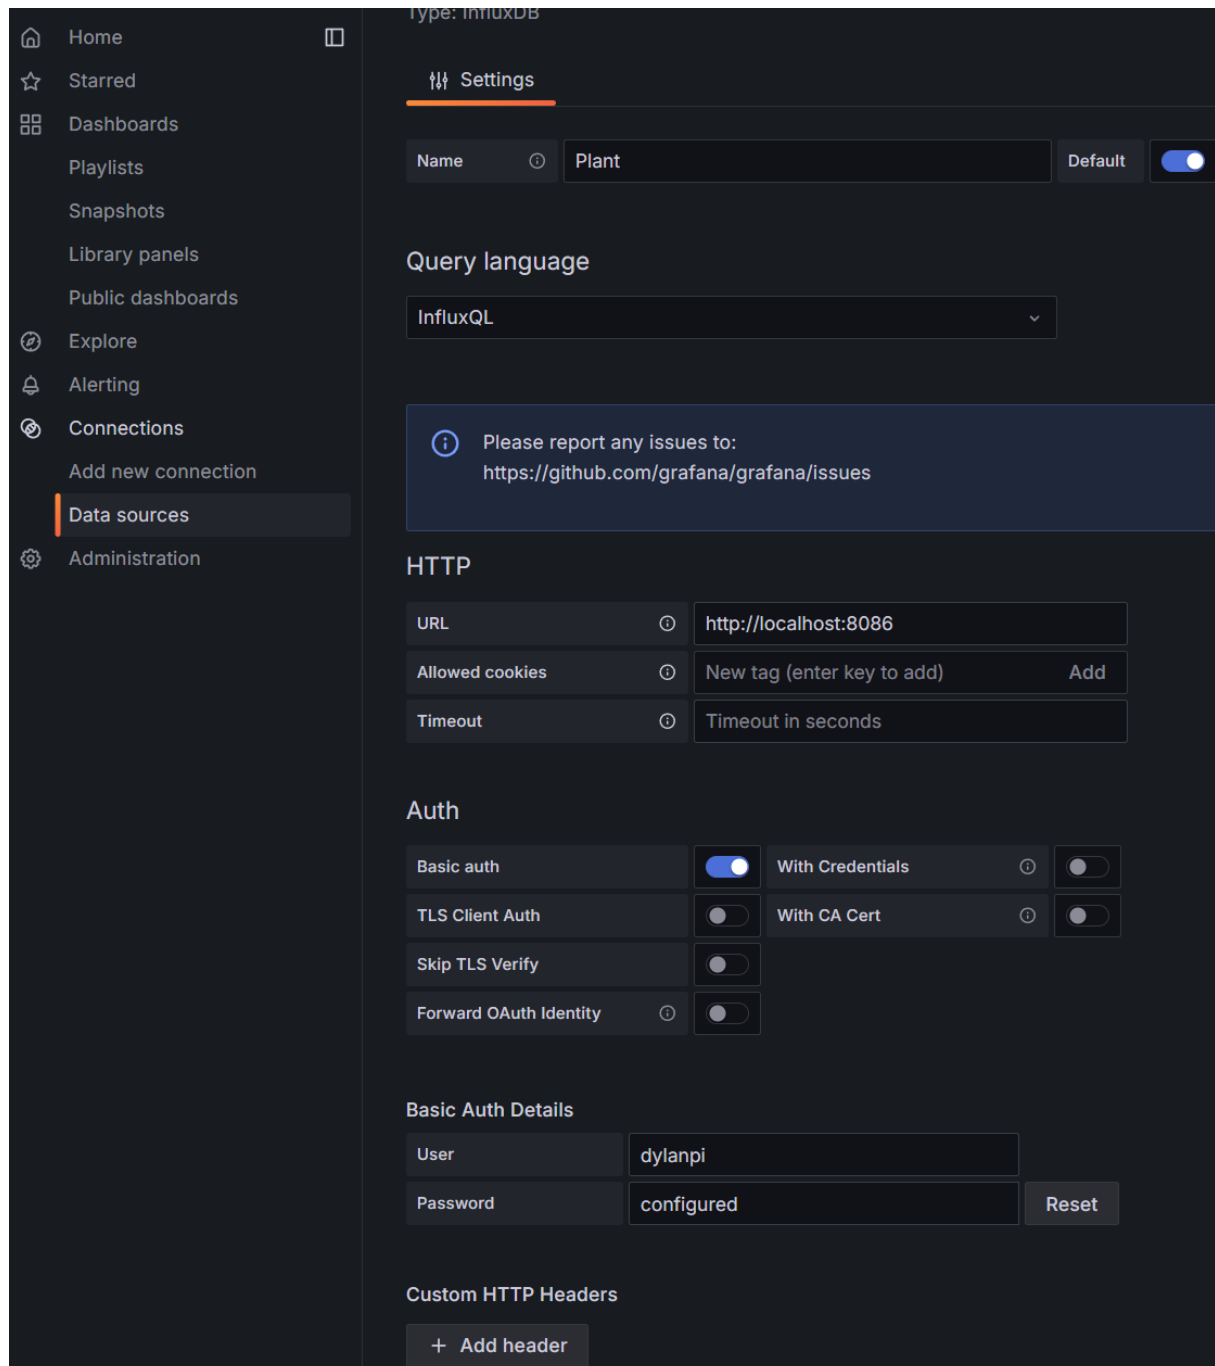 Type: InfluxDB
Home
Starred
Dashboards
Playlists
Snapshots
Library panels
Public dashboards
Explore
Alerting
Connections
Add new connection
Data sources
Administration
Settings
Name Plant Default
Query language
InfluxQL
Please report any issues to:
https://github.com/grafana/grafana/issues
HTTP
URL http://localhost:8086
Allowed cookies New tag (enter key to add) Add
Timeout Timeout in seconds
Auth
Basic auth With Credentials
TLS Client Auth With CA Cert
Skip TLS Verify
Forward OAuth Identity
Basic Auth Details
User dylanpi
Password configured Reset
Custom HTTP Headers
+ Add header